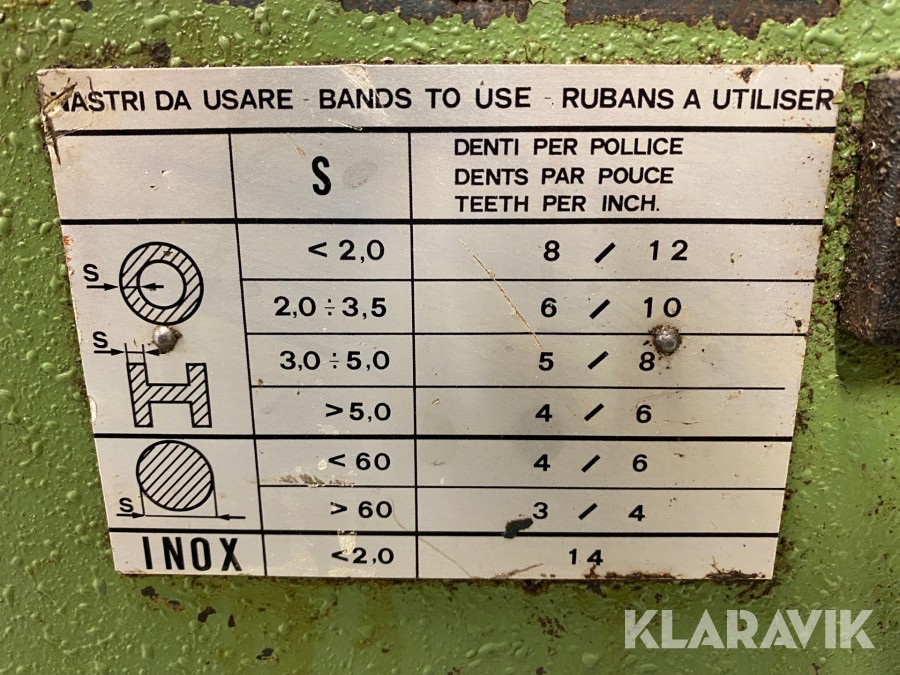 NASTRI DA USARE - BANDS TO USE - RUBANS A UTILISER
S
DENTI PER POLLICE
DENTS PAR POUCE
TEETH PER INCH.
S
< 2,0 8 / 12
2,0 ÷ 3,5 6 / 10
S
3,0 ÷ 5,0 5 / 8
>5,0 4 / 6
< 60 4 / 6
S
> 60 3 / 4
INOX <2,0 14
KLARAVIK